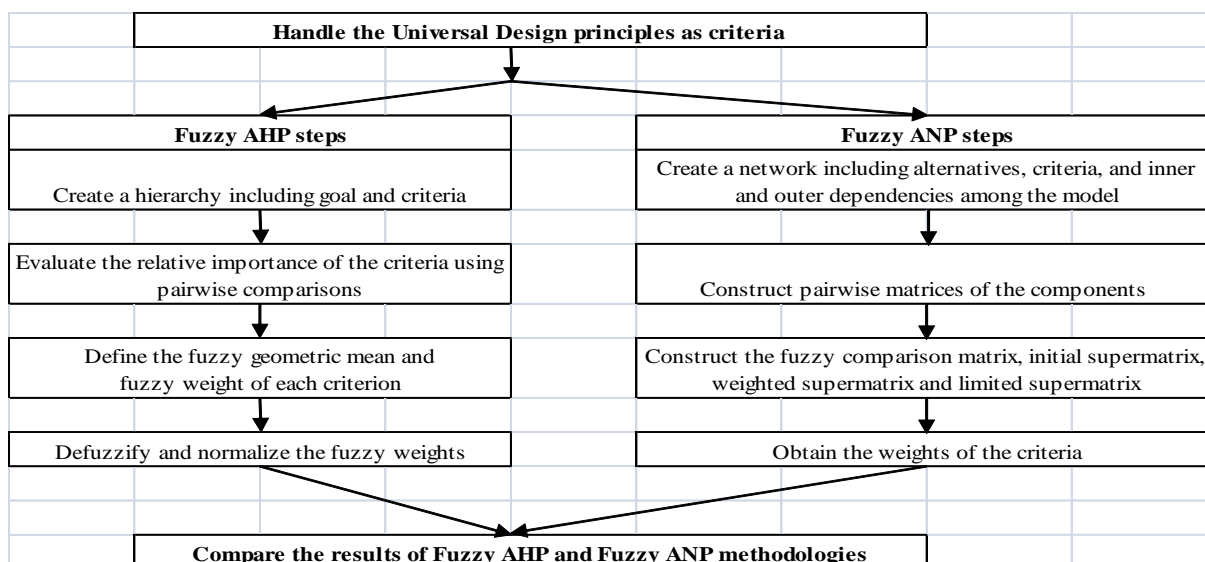 Handle the Universal Design principles as criteria
Fuzzy AHP steps
Create a hierarchy including goal and criteria
Evaluate the relative importance of the criteria using
pairwise comparisons
Define the fuzzy geometric mean and
fuzzy weight of each criterion
Defuzzify and normalize the fuzzy weights
Fuzzy ANP steps
Create a network including alternatives, criteria, and inner
and outer dependencies among the model
Construct pairwise matrices of the components
Construct the fuzzy comparison matrix, initial supermatrix,
weighted supermatrix and limited supermatrix
Obtain the weights of the criteria
Compare the results of Fuzzy AHP and Fuzzy ANP methodologies